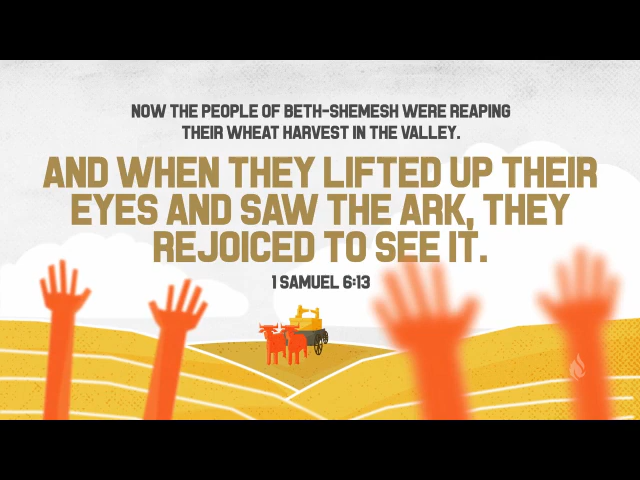 NOW THE PEOPLE OF BETH-SHEMESH WERE REAPING
THEIR WHEAT HARVEST IN THE VALLEY.
AND WHEN THEY LIFTED UP THEIR
EYES AND SAW THE ARK, THEY
REJOICED TO SEE IT.
1 SAMUEL 6:13